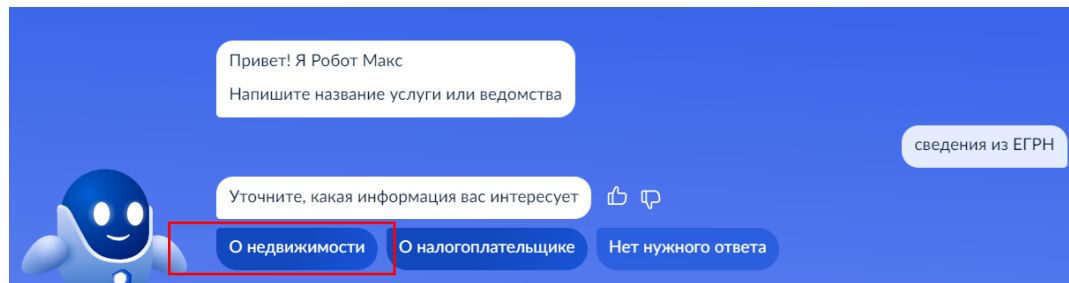 Привет! Я Робот Макс
Напишите название услуги или ведомства
сведения из ЕГРН
Уточните, какая информация вас интересует
О недвижимости О налогоплательщике Нет нужного ответа